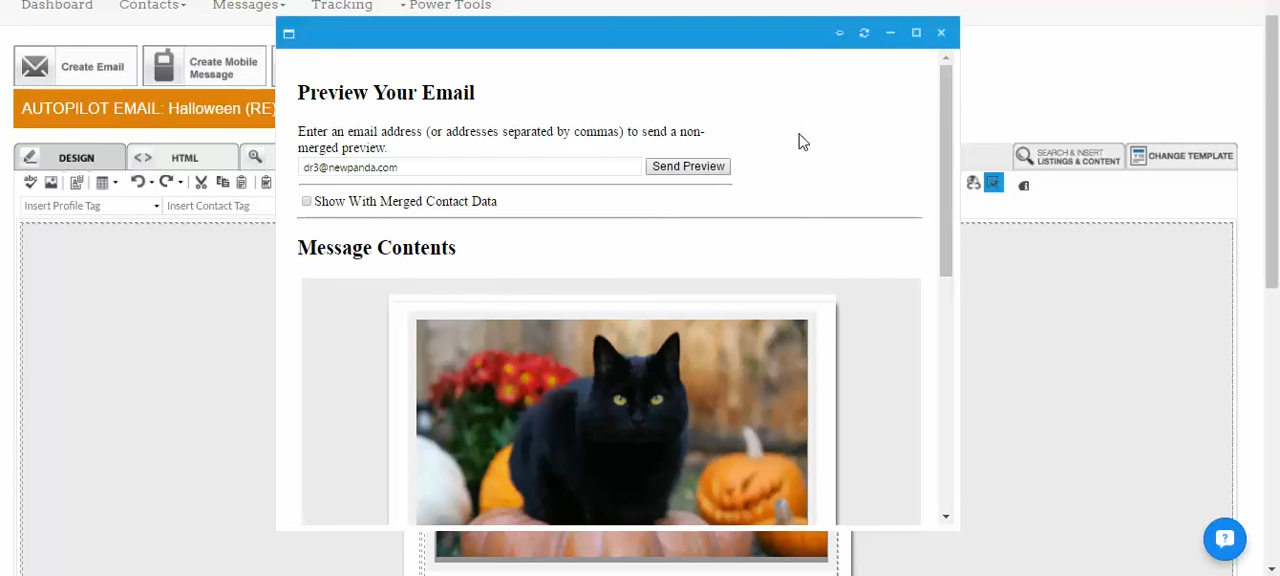 Dashboard Contacts Messages Tracking Power Tools
Create Email
Create Mobile
Message
AUTOPILOT EMAIL: Halloween (RE)
DESIGN
HTML
Insert Profile Tag
Insert Contact Tag
Preview Your Email
Enter an email address (or addresses separated by commas) to send a non-
merged preview.
dr3@newpanda.com
Send Preview
Show With Merged Contact Data
Message Contents
SEARCH & INSERT
LISTINGS & CONTENT
CHANGE TEMPLATE